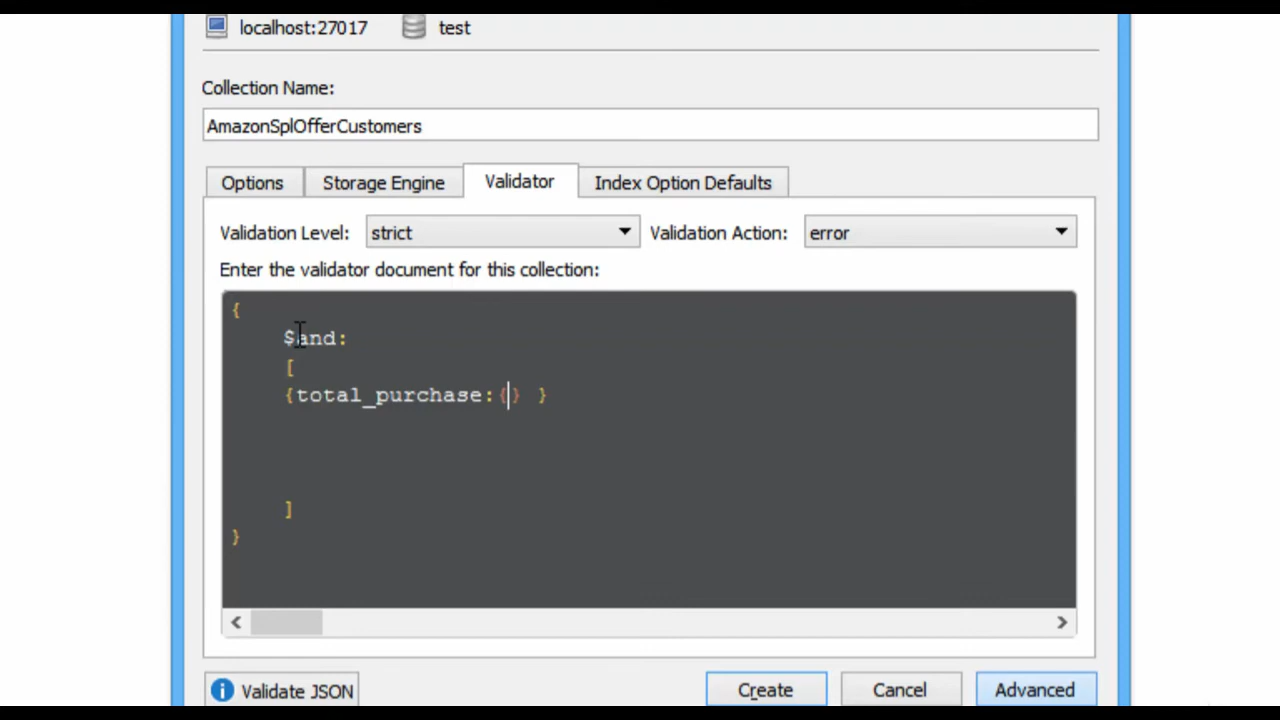 localhost:27017 test
Collection Name:
AmazonSplOfferCustomers
Options Storage Engine Validator Index Option Defaults
Validation Level: strict Validation Action: error
Enter the validator document for this collection:
{
$and:
[
{total_purchase:{} }
]
}
Validate JSON Create Cancel Advanced